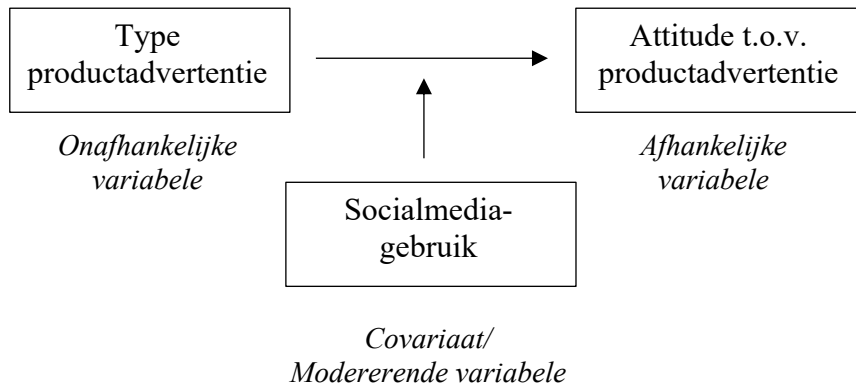 Type
productadvertentie
Attitude t.o.v.
productadvertentie
Onafhankelijke
variabele
Afhankelijke
variabele
Socialmedia-
gebruik
Covariaat/
Modererende variabele